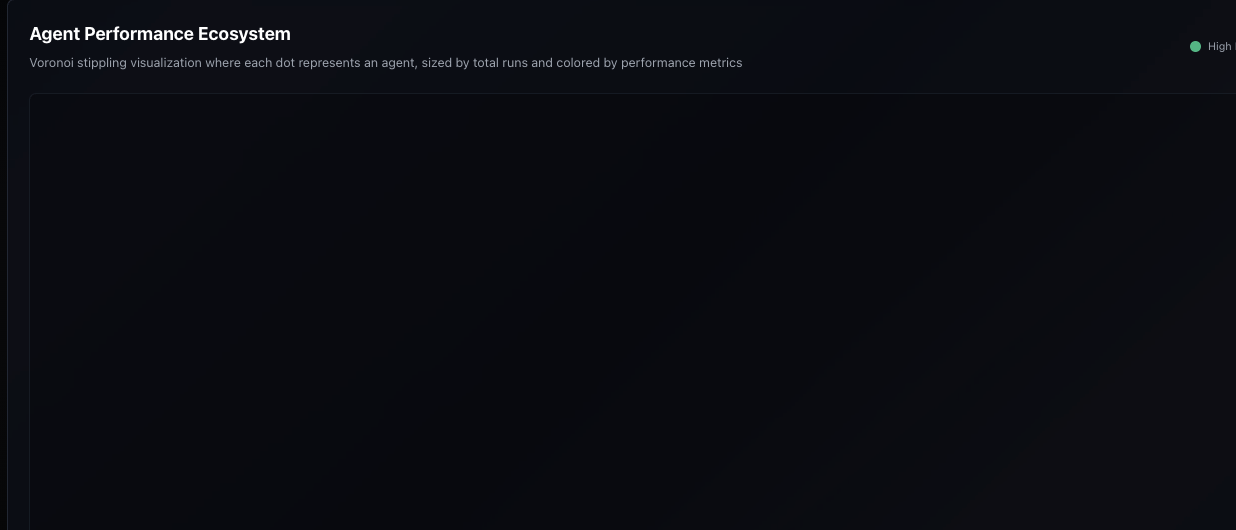 Agent Performance Ecosystem
Voronoi stippling visualization where each dot represents an agent, sized by total runs and colored by performance metrics
High